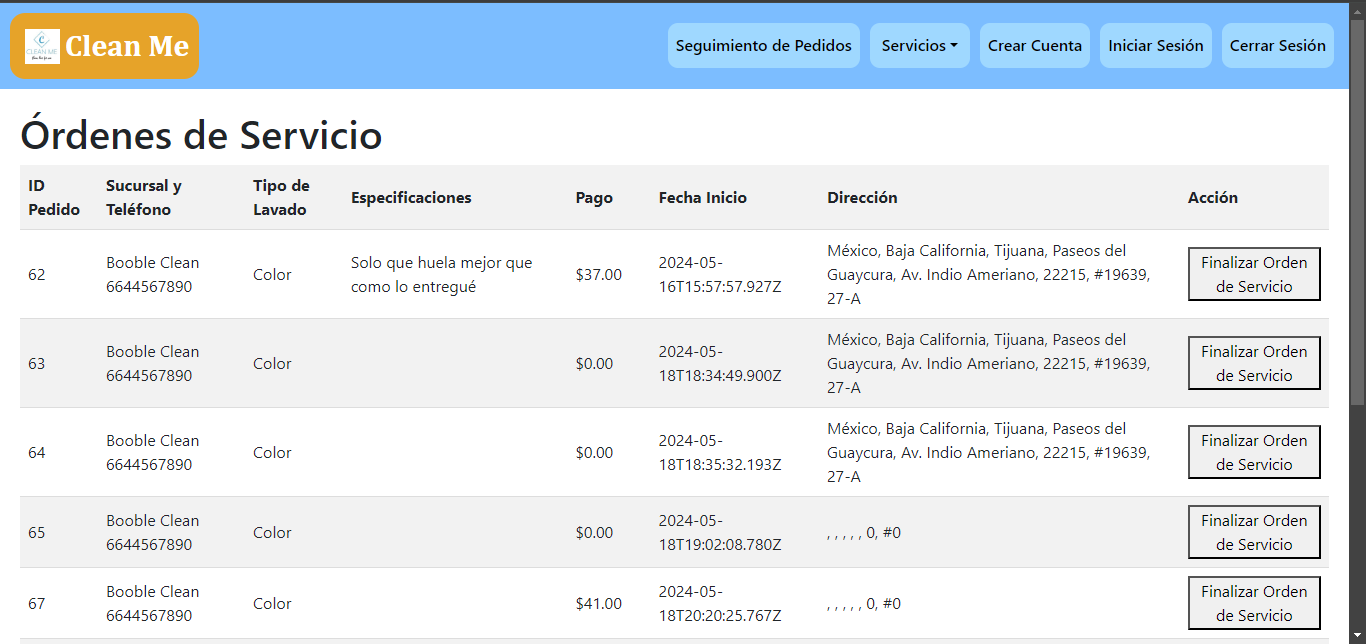 CLEAN ME
Clean Me
Seguimiento de Pedidos
Servicios
Crear Cuenta
Iniciar Sesión
Cerrar Sesión
Órdenes de Servicio
ID
Pedido
Sucursal y
Teléfono
Tipo de
Lavado
Especificaciones
Pago
Fecha Inicio
Dirección
Acción
62
Booble Clean
6644567890
Color
Solo que huela mejor que
como lo entregué
$37.00
2024-05-
16T15:57:57.927Z
México, Baja California, Tijuana, Paseos del
Guaycura, Av. Indio Ameriano, 22215, #19639,
27-A
Finalizar Orden
de Servicio
63
Booble Clean
6644567890
Color
$0.00
2024-05-
18T18:34:49.900Z
México, Baja California, Tijuana, Paseos del
Guaycura, Av. Indio Ameriano, 22215, #19639,
27-A
Finalizar Orden
de Servicio
64
Booble Clean
6644567890
Color
$0.00
2024-05-
18T18:35:32.193Z
México, Baja California, Tijuana, Paseos del
Guaycura, Av. Indio Ameriano, 22215, #19639,
27-A
Finalizar Orden
de Servicio
65
Booble Clean
6644567890
Color
$0.00
2024-05-
18T19:02:08.780Z
, , , , , 0, #0
Finalizar Orden
de Servicio
67
Booble Clean
6644567890
Color
$41.00
2024-05-
18T20:20:25.767Z
, , , , , 0, #0
Finalizar Orden
de Servicio